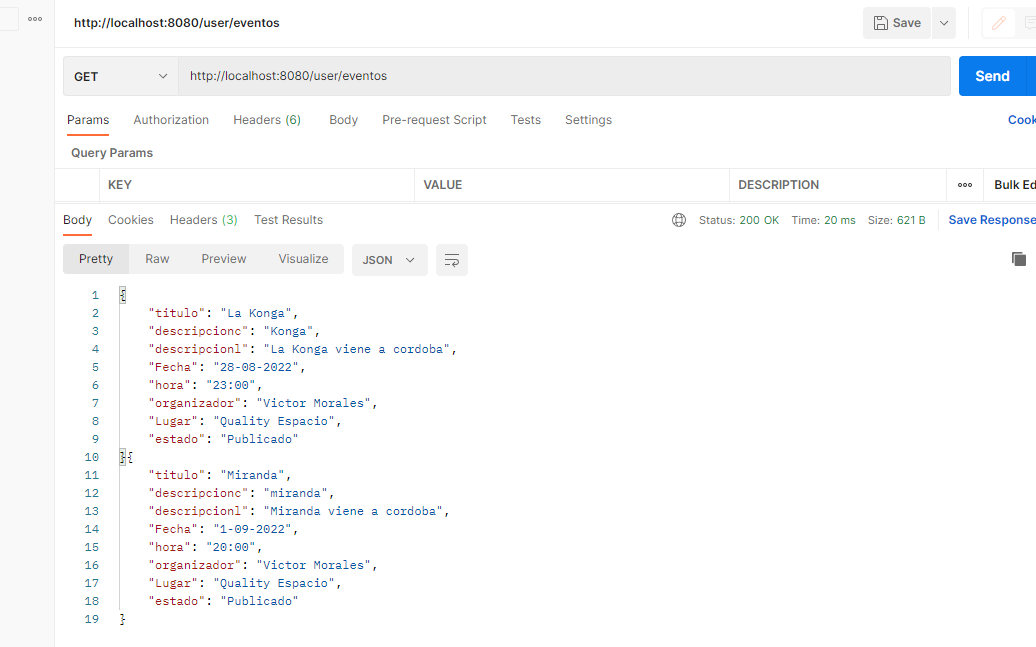 http://localhost:8080/user/eventos
Save
GET
http://localhost:8080/user/eventos
Send
Params Authorization Headers (6) Body Pre-request Script Tests Settings
Cook
Query Params
KEY VALUE DESCRIPTION
Bulk Ed
Body Cookies Headers (3) Test Results
Status: 200 OK Time: 20 ms Size: 621 B Save Response
Pretty Raw Preview Visualize JSON
1 {
2 "titulo": "La Konga",
3 "descripcionc": "Konga",
4 "descripcionl": "La Konga viene a cordoba",
5 "Fecha": "28-08-2022",
6 "hora": "23:00",
7 "organizador": "Victor Morales",
8 "Lugar": "Quality Espacio",
9 "estado": "Publicado"
10 }{
11 "titulo": "Miranda",
12 "descripcionc": "miranda",
13 "descripcionl": "Miranda viene a cordoba",
14 "Fecha": "1-09-2022",
15 "hora": "20:00",
16 "organizador": "Victor Morales",
17 "Lugar": "Quality Espacio",
18 "estado": "Publicado"
19 }